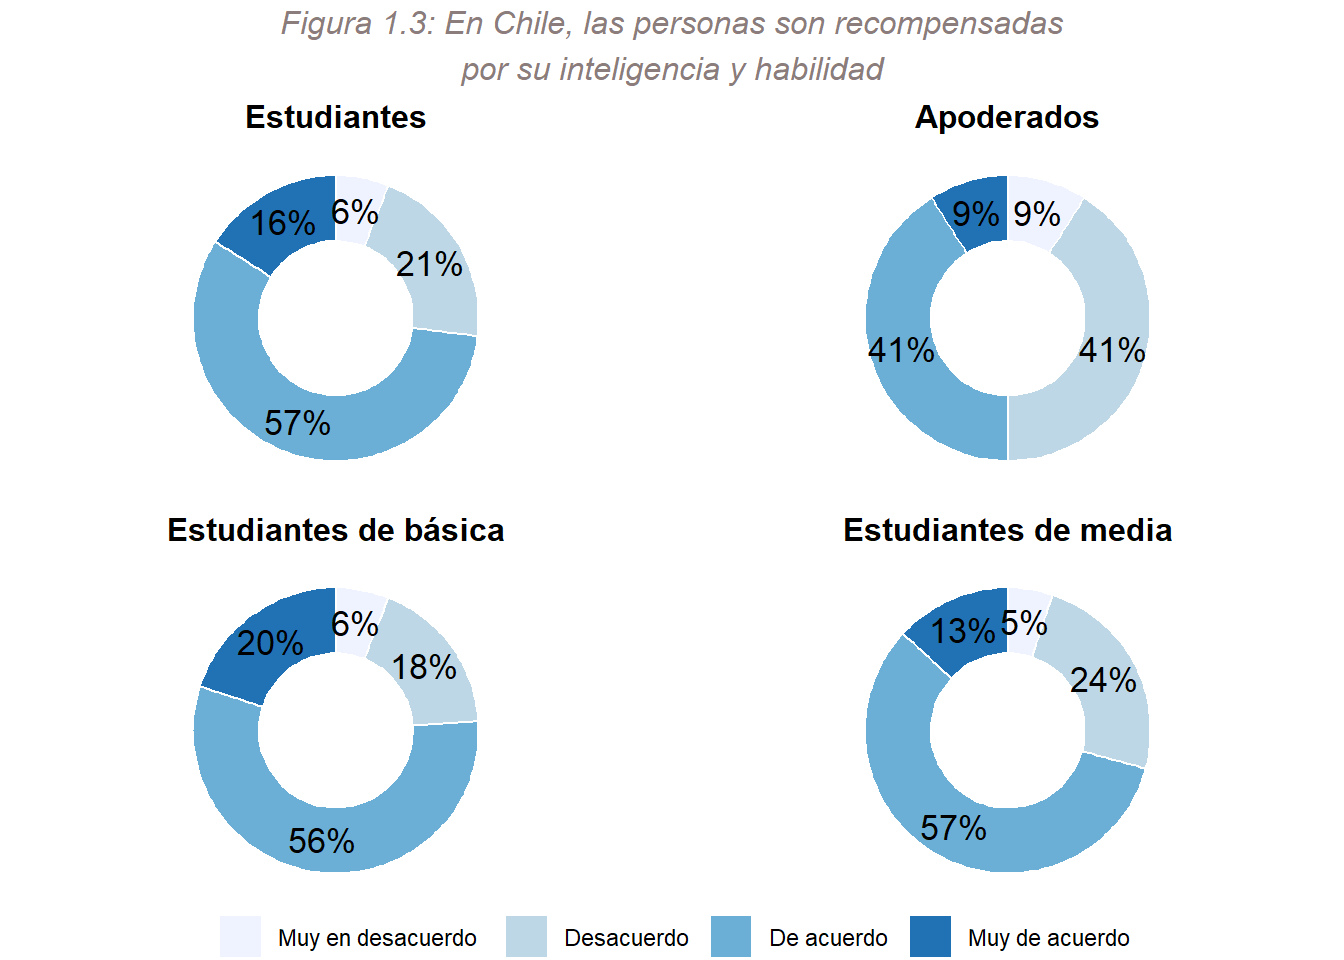 Figura 1.3: En Chile, las personas son recompensadas
por su inteligencia y habilidad
Estudiantes
16%
6%
21%
57%
Apoderados
9%
9%
41%
41%
Estudiantes de básica
20%
6%
18%
56%
Estudiantes de media
13%
5%
24%
57%
Muy en desacuerdo
Desacuerdo
De acuerdo
Muy de acuerdo